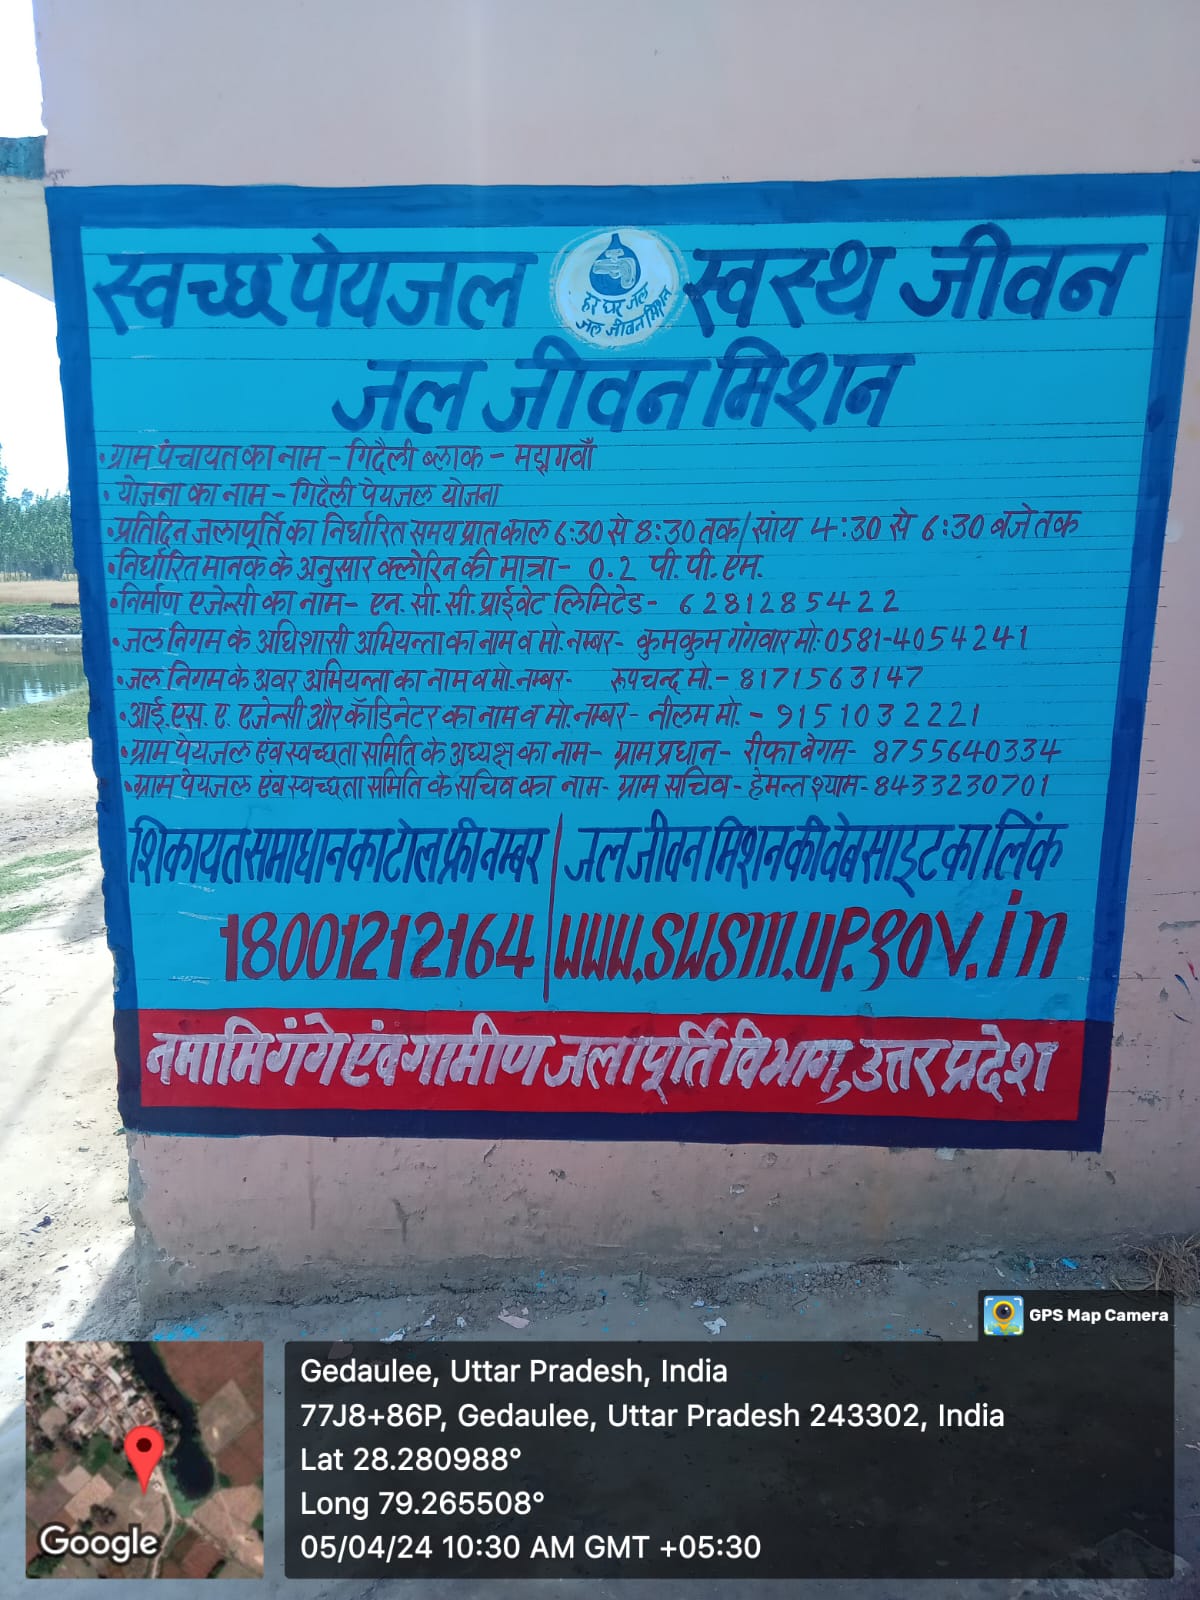 स्वच्छ पेयजल हर घर जल जल जीवन मिशन स्वस्थ जीवन
जल जीवन मिशन
• ग्राम पंचायत का नाम - गिदैली ब्लाक - मझगवाँ
• योजना का नाम - गिदैली पेयजल योजना
• प्रतिदिन जलापूर्ति का निर्धारित समय प्रातकाल 6:30 से 8:30 तक/सांय 4:30 से 6:30 बजे तक
• निर्धारित मानक के अनुसार क्लोरिन की मात्रा - 0.2 पी. पी. एम.
• निर्माण एजेन्सी का नाम - एन. सी. सी. प्राईवेट लिमिटेड - 6281285422
• जल निगम के अधिशासी अभियन्ता का नाम व मो. नम्बर - कुमकुम गंगवार मो: 0581-4054241
• जल निगम के अवर अभियन्ता का नाम व मो. नम्बर - रूपचन्द मो. - 8171563147
• आई. एस. ए. एजेन्सी और कॅाडिनेटर का नाम व मो. नम्बर - नीलम मो. - 9151032221
• ग्राम पेयजल एंव स्वच्छता समिति के अध्यक्ष का नाम - ग्राम प्रधान - रीफा बेगम - 8755640334
• ग्राम पेयजल एंव स्वच्छता समिति के सचिव का नाम - ग्राम सचिव - हेमन्त श्याम - 8433230701
शिकायत समाधान का टोल फ्री नम्बर | जल जीवन मिशन की वेबसाइट का लिंक
18001212164 | www.swsm.up.gov.in
नमामि गंगे एंव गामीण जलापूर्ति विभाग, उत्तर प्रदेश
GPS Map Camera
Gedaulee, Uttar Pradesh, India
77J8+86P, Gedaulee, Uttar Pradesh 243302, India
Lat 28.280988°
Long 79.265508°
05/04/24 10:30 AM GMT +05:30
Google